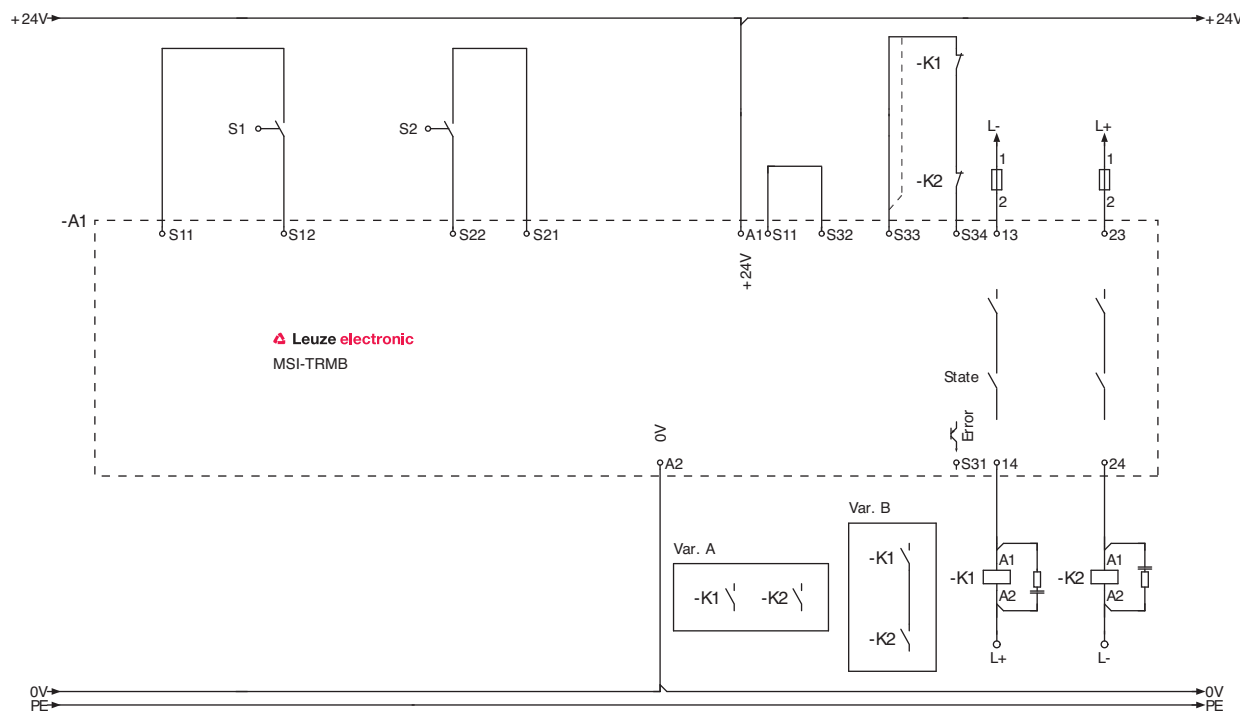 +24V +24V
-K1
S1 S2
L- L+
1 1
-K2
2 2
-A1
S11 S12 S22 S21 A1 S11 S32 S33 S34 13 23
+24V
Leuze electronic
MSI-TRMB
State
Error
0V
A2 S31 14 24
Var. B
Var. A
-K1
-K1 -K2
-K2
A1 A1
-K1 -K2
A2 A2
L+ L-
0V 0V
PE PE